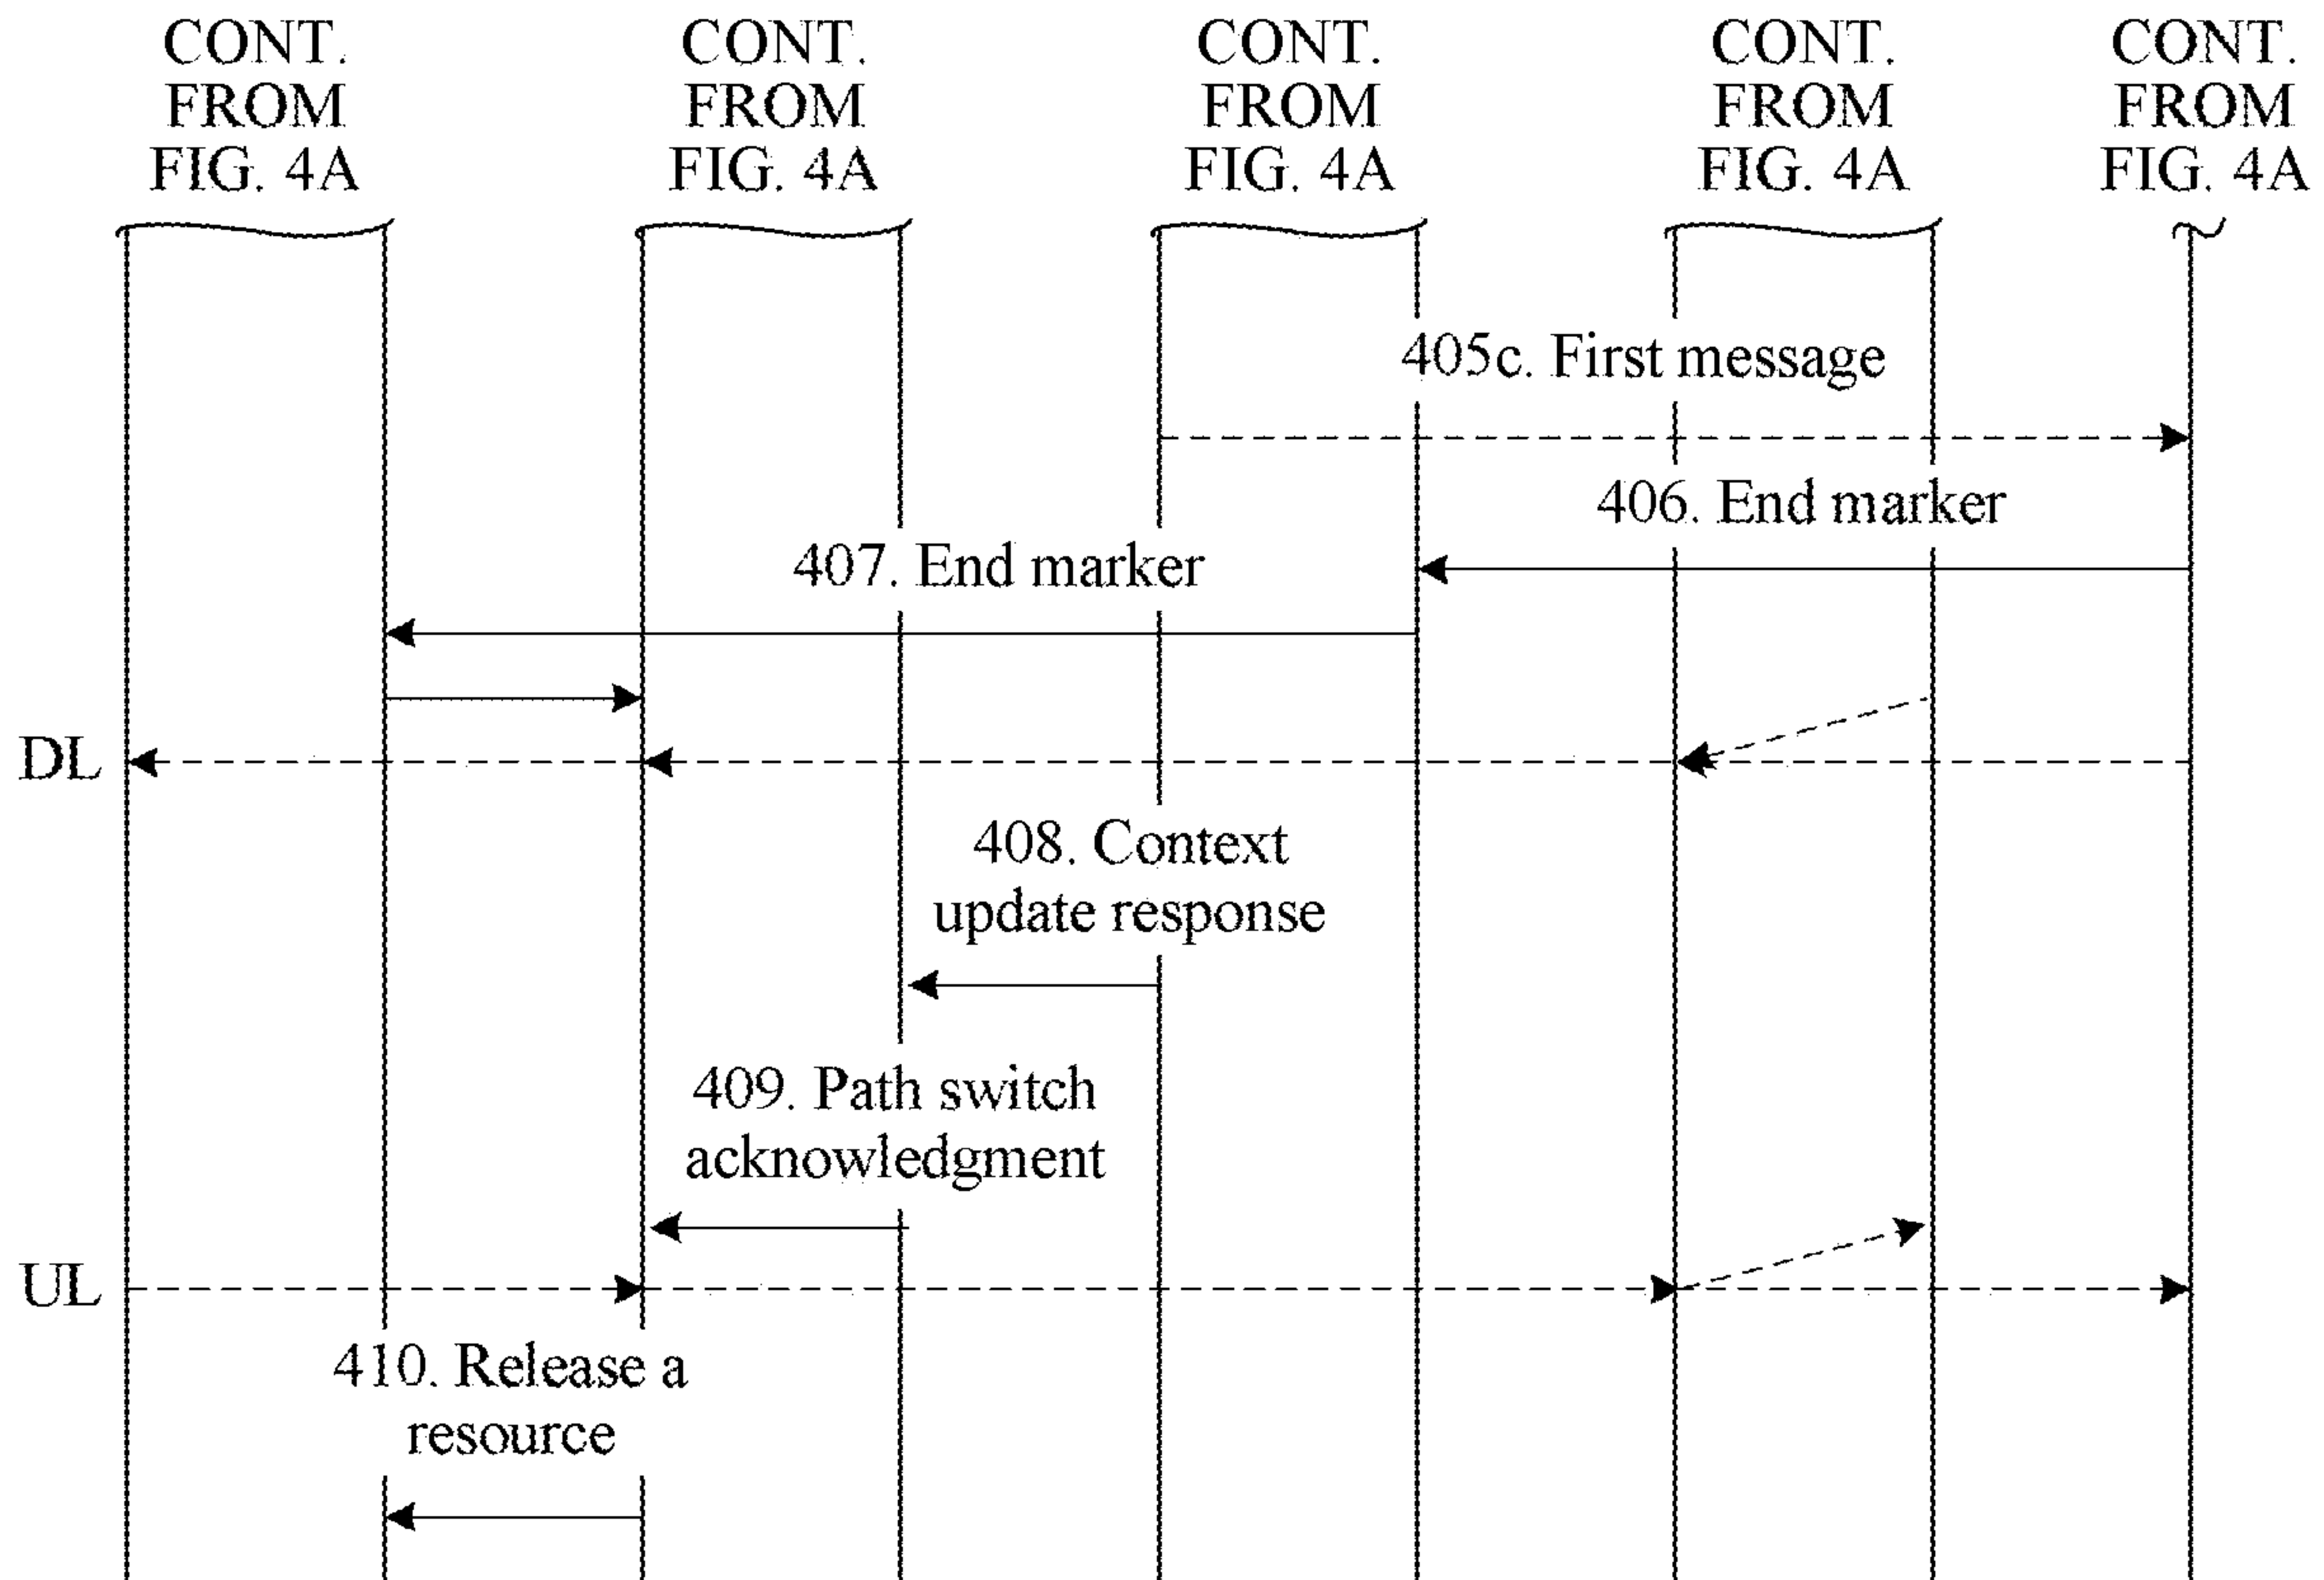 CONT.
FROM
FIG. 4A
CONT.
FROM
FIG. 4A
CONT.
FROM
FIG. 4A
CONT.
FROM
FIG. 4A
CONT.
FROM
FIG. 4A
405c. First message
406. End marker
407. End marker
DL
408. Context
update response
409. Path switch
acknowledgment
UL
410. Release a
resource